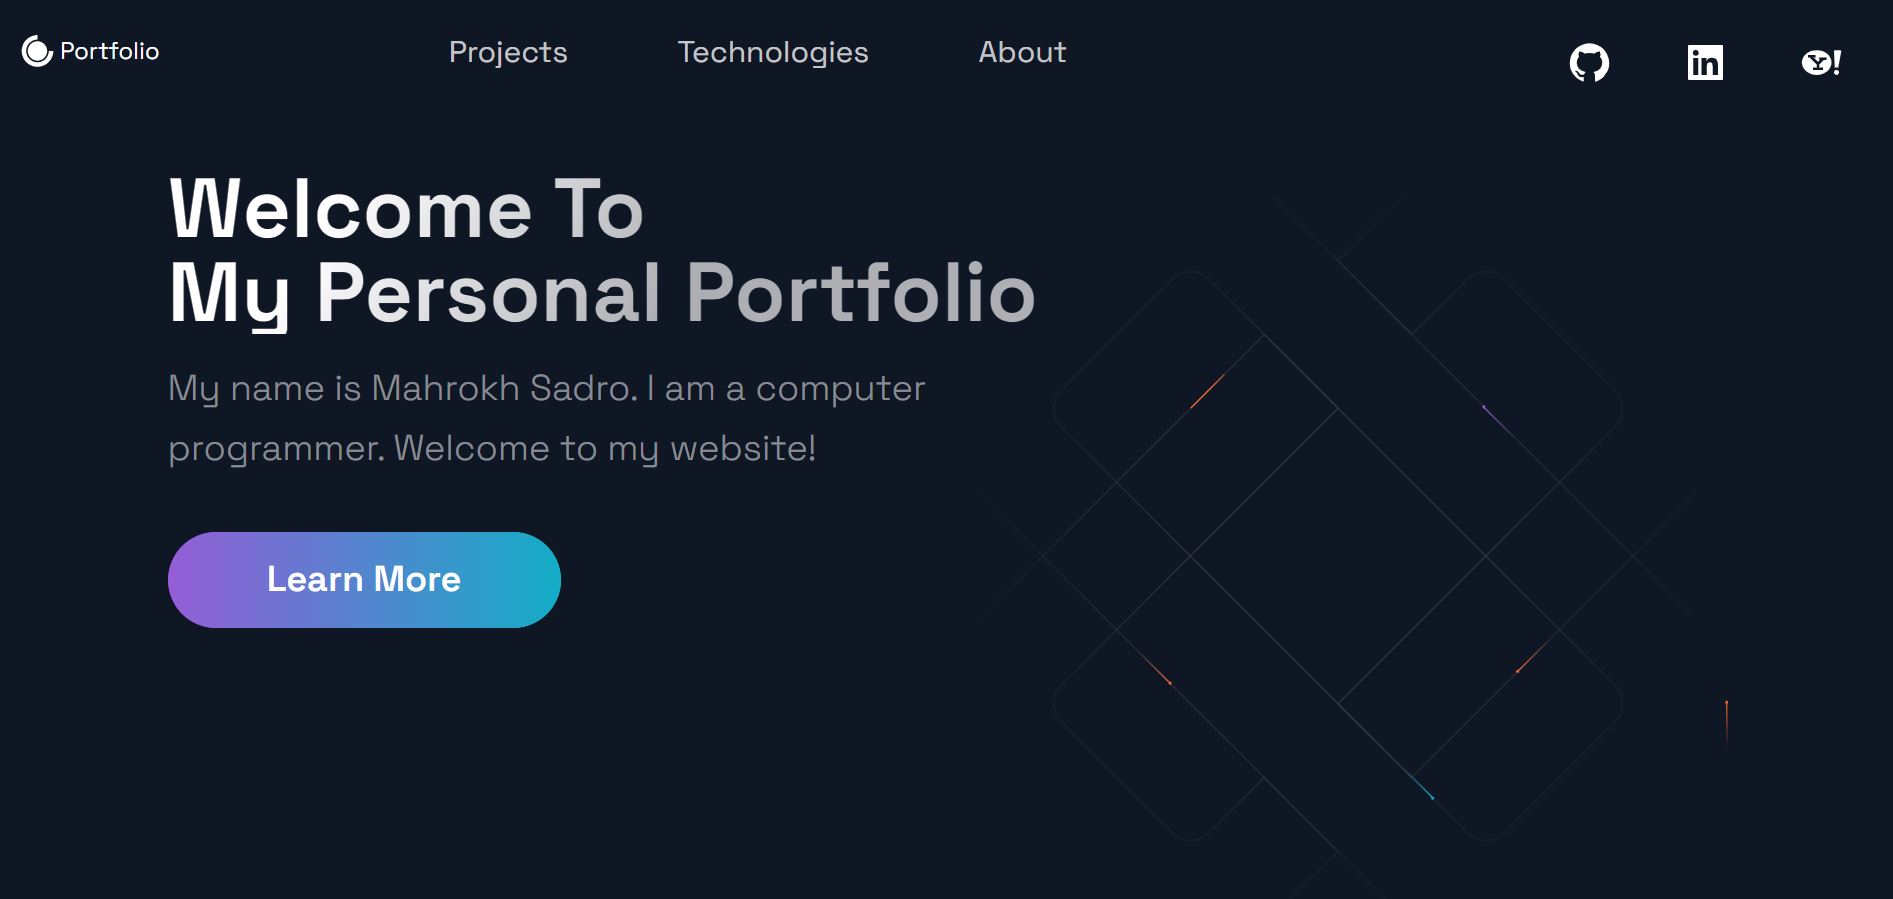 Portfolio
Projects
Technologies
About
in
Y!
Welcome To
My Personal Portfolio
My name is Mahrokh Sadro. I am a computer
programmer. Welcome to my website!
Learn More